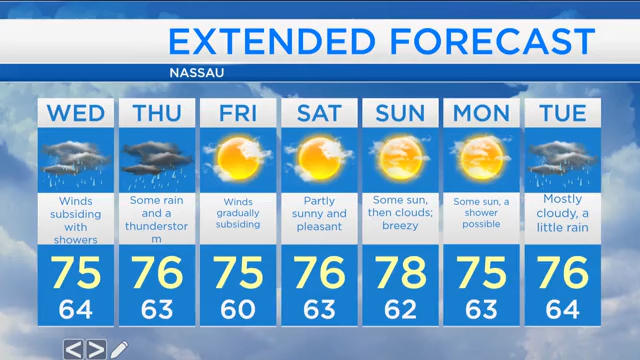 EXTENDED FORECAST
NASSAU
WED
Winds
subsiding
with
showers
75
64
THU
Some rain
and a
thunderstor
m
76
63
FRI
Winds
gradually
subsiding
75
60
SAT
Partly
sunny and
pleasant
76
63
SUN
Some sun,
then clouds;
breezy
78
62
MON
Some sun, a
shower
possible
75
63
TUE
Mostly
cloudy, a
little rain
76
64